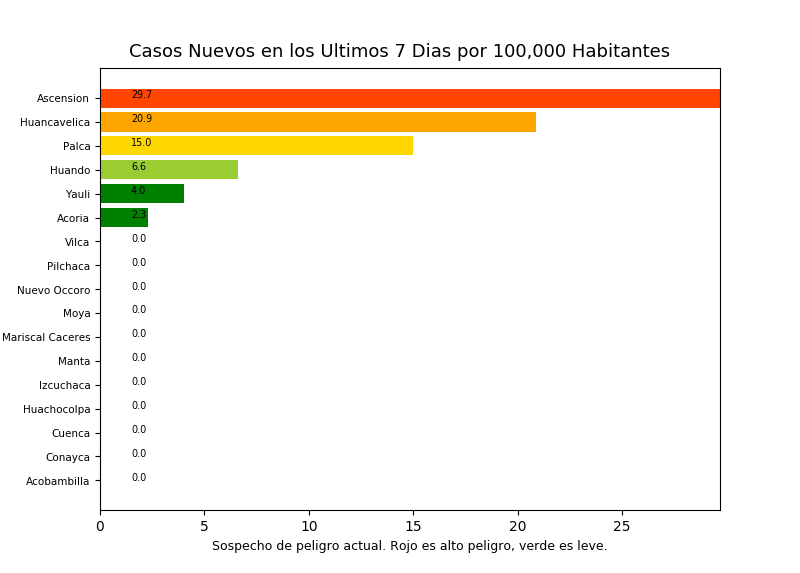 Casos Nuevos en los Ultimos 7 Dias por 100,000 Habitantes
Ascension 29.7
Huancavelica 20.9
Palca 15.0
Huando 6.6
Yauli 4.0
Acoria 2.3
Vilca 0.0
Pilchaca 0.0
Nuevo Occoro 0.0
Moya 0.0
Mariscal Caceres 0.0
Manta 0.0
Izcuchaca 0.0
Huachocolpa 0.0
Cuenca 0.0
Conayca 0.0
Acobambilla 0.0
0 5 10 15 20 25
Sospecho de peligro actual. Rojo es alto peligro, verde es leve.